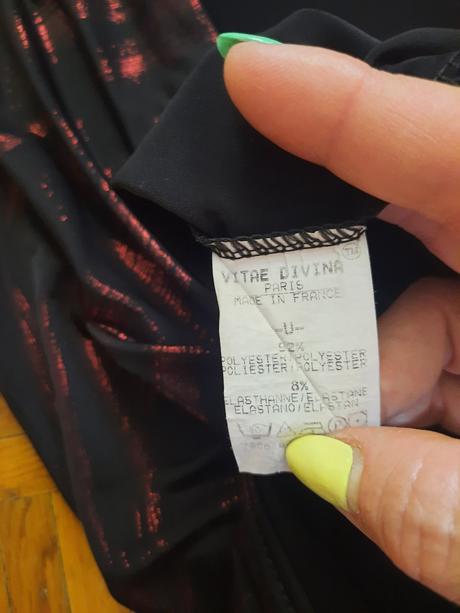 VITAE DIVINA
PARIS
MADE IN FRANCE
-U-
92%
POLYESTER/POLYESTER
POLIESTER/POLYESTER
8%
ELASTHANNE/ELASTANE
ELASTANO/ELASTAN